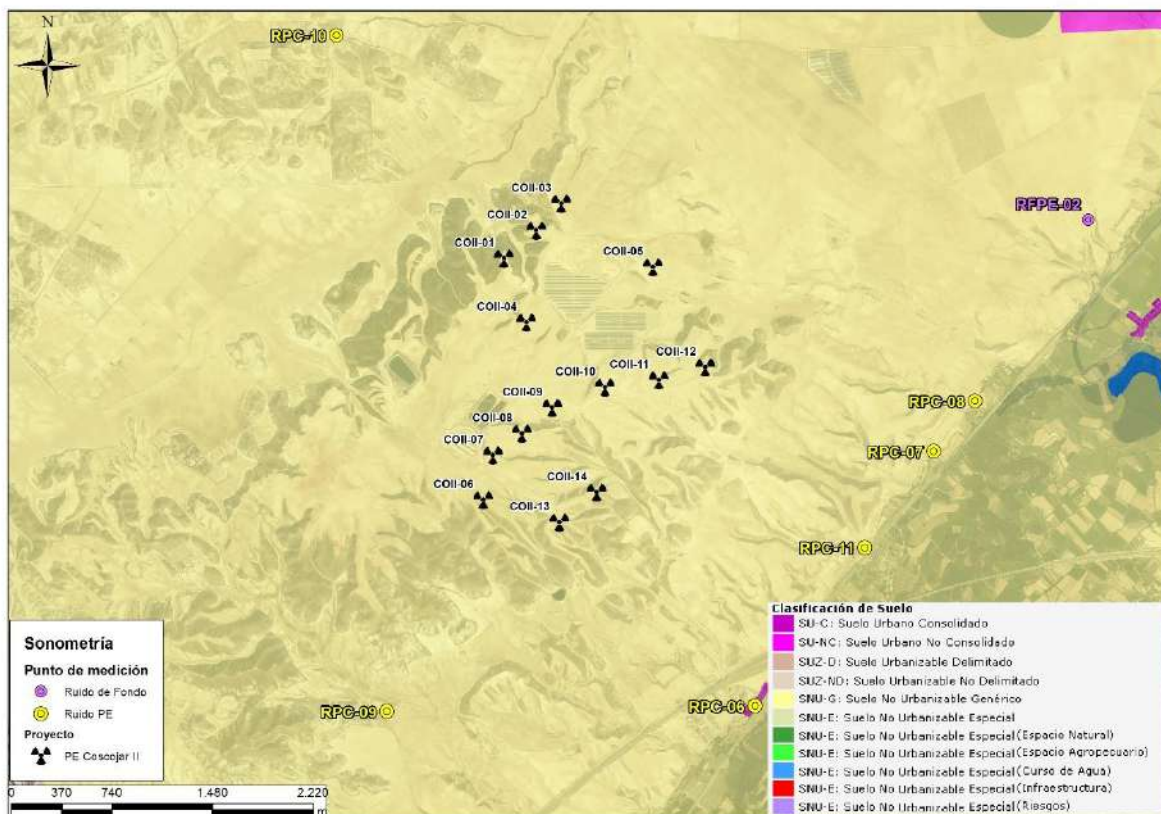 N
RPC-10
COII-03
COII-02
RFPE-02
COII-01
COII-05
COII-04
COII-12
COII-11
COII-10
COII-09
RPC-08
COII-08
COII-07
RPC-07
COII-14
COII-06
COII-13
RPC-11
RPC-09
RPC-06
Sonometría
Punto de medición
Ruido de Fondo
Ruido PE
Proyecto
PE Coscojar II
0 370 740 1.480 2.220
m
Clasificación de Suelo
SU-C: Suelo Urbano Consolidado
SU-NC: Suelo Urbano No Consolidado
SUZ-D: Suelo Urbanizable Delimitado
SUZ-ND: Suelo Urbanizable No Delimitado
SNU-G: Suelo No Urbanizable Genérico
SNU-E: Suelo No Urbanizable Especial
SNU-E: Suelo No Urbanizable Especial(Espacio Natural)
SNU-E: Suelo No Urbanizable Especial(Espacio Agropecuario)
SNU-E: Suelo No Urbanizable Especial(Curso de Agua)
SNU-E: Suelo No Urbanizable Especial(Infraestructura)
SNU-E: Suelo No Urbanizable Especial(Riesgos)